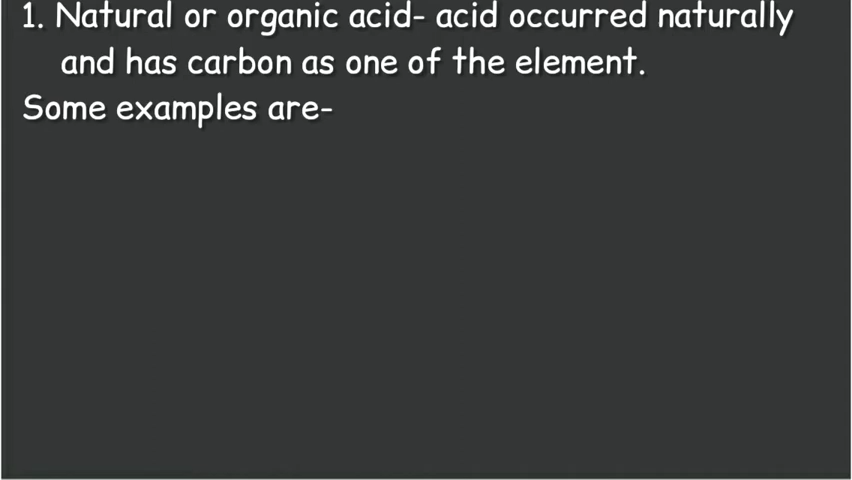 1. Natural or organic acid- acid occurred naturally
and has carbon as one of the element.
Some examples are-